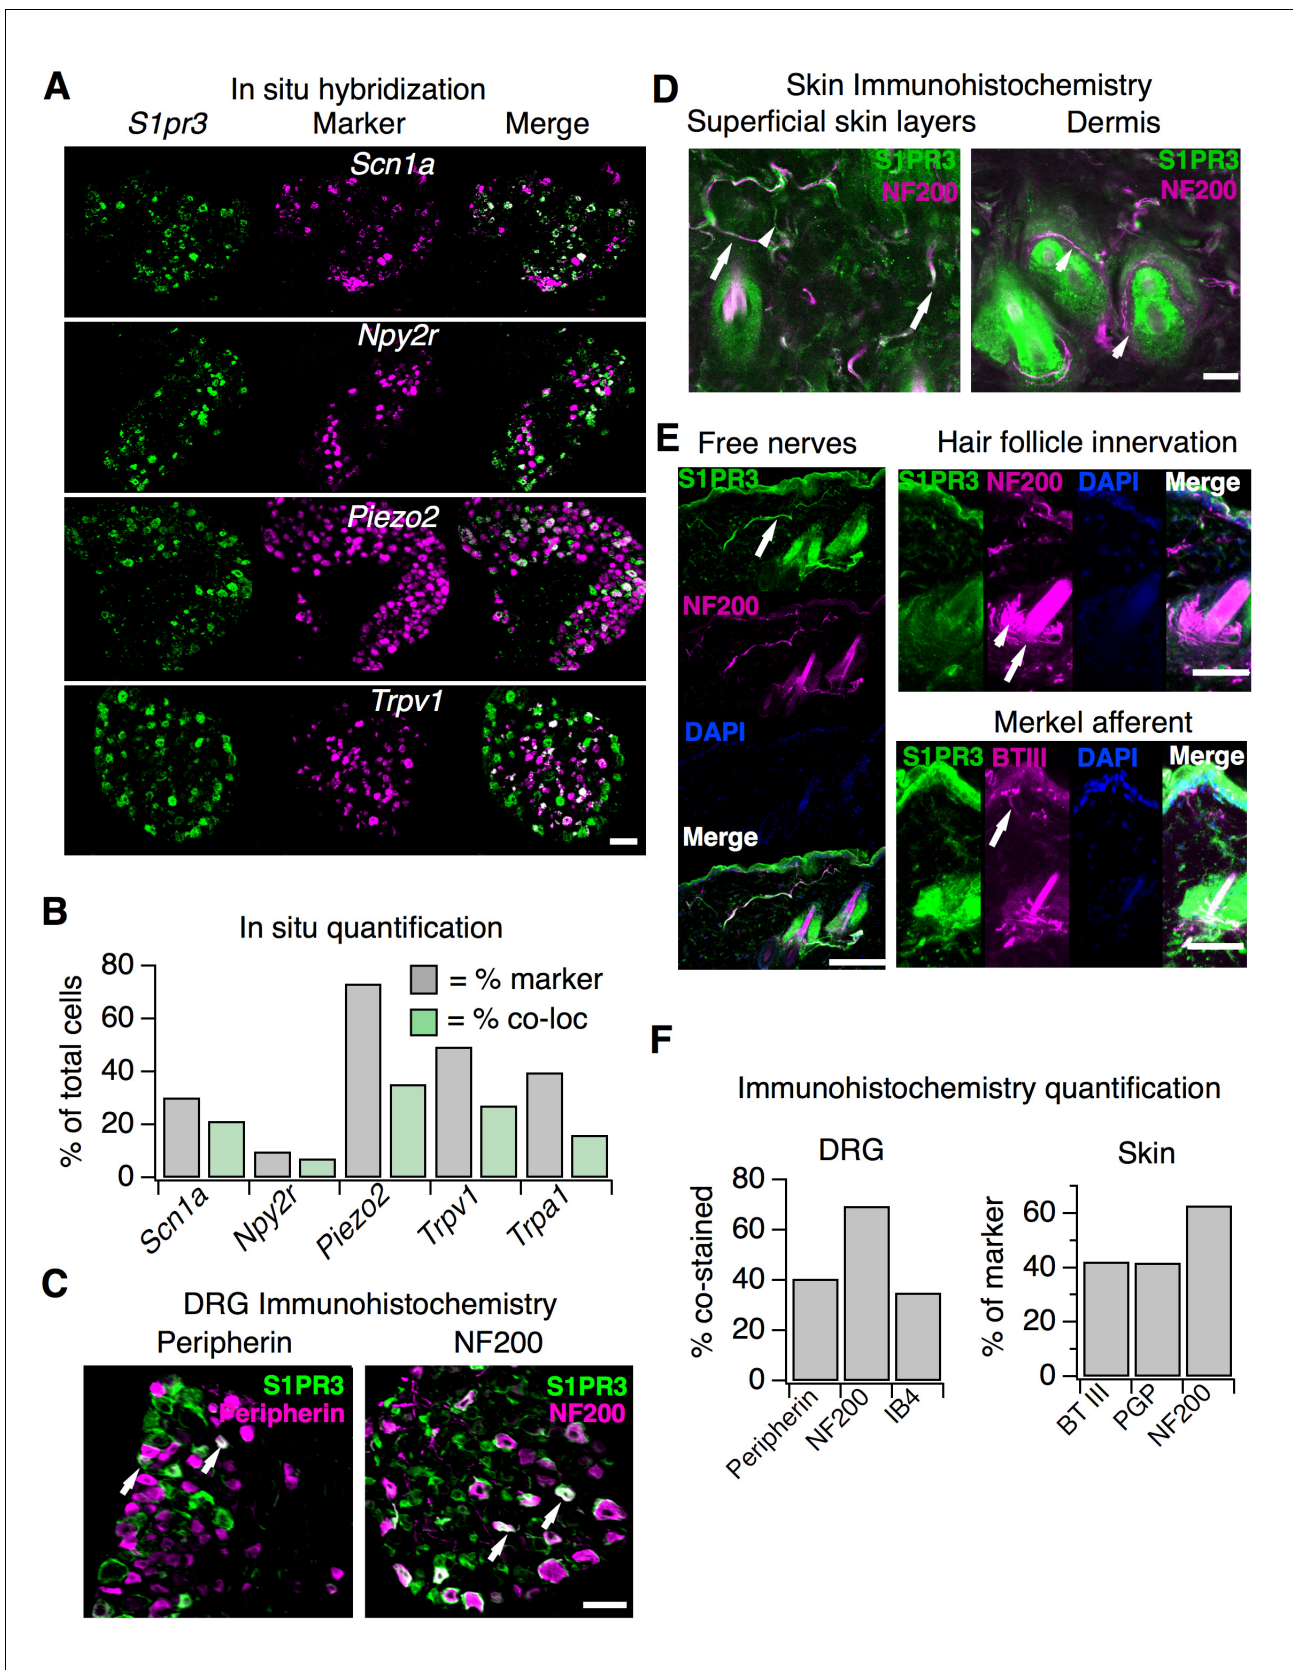 A
In situ hybridization
S1pr3 Marker Merge
Scn1a
Npy2r
Piezo2
Trpv1
B
In situ quantification
% of total cells
80
60
40
20
0
= % marker
= % co-loc
Scn1a Npy2r Piezo2 Trpv1 Trpa1
C
DRG Immunohistochemistry
Peripherin NF200
S1PR3
Peripherin
S1PR3
NF200
D
Skin Immunohistochemistry
Superficial skin layers Dermis
S1PR3
NF200
S1PR3
NF200
E
Free nerves
S1PR3
NF200
DAPI
Merge
Hair follicle innervation
S1PR3 NF200 DAPI Merge
Merkel afferent
S1PR3 BTIII DAPI Merge
F
Immunohistochemistry quantification
DRG
% co-stained
80
60
40
20
0
Peripherin NF200 IB4
Skin
% of marker
60
40
20
0
BT III PGP NF200